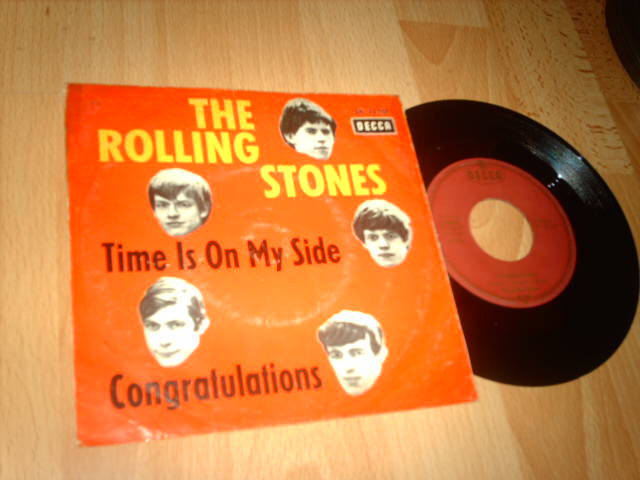 THE
ROLLING
STONES
DECCA
Time Is On My Side
Congratulations
DECCA